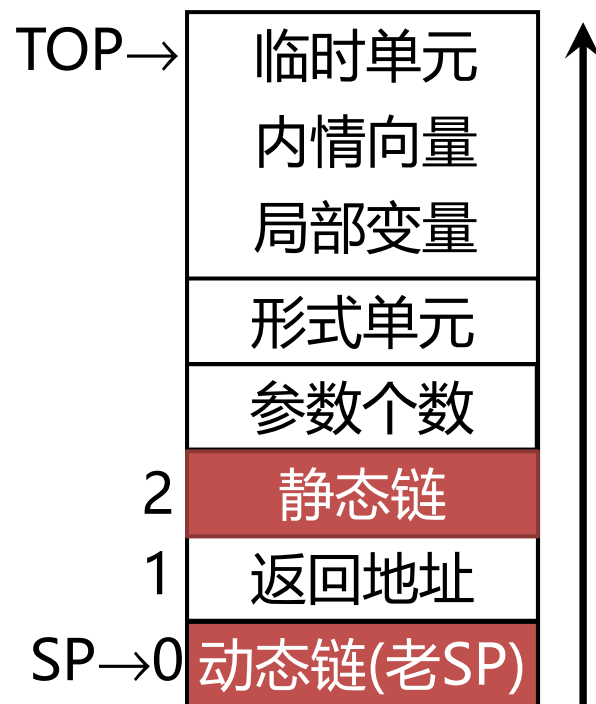 TOP→ 临时单元
内情向量
局部变量
形式单元
参数个数
2 静态链
1 返回地址
SP→0 动态链(老SP)